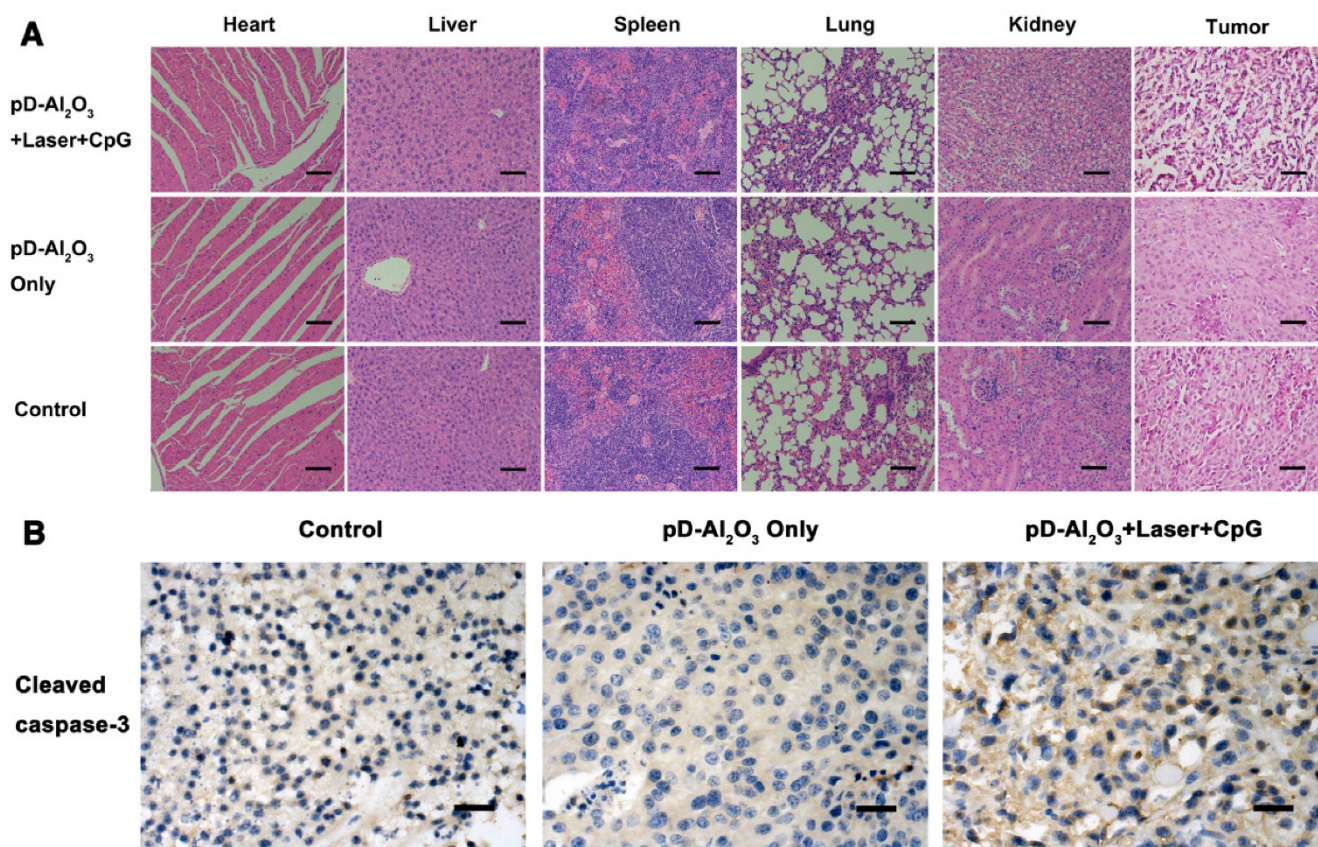 A
Heart Liver Spleen Lung Kidney Tumor
pD-Al₂O₃
+Laser+CpG
pD-Al₂O₃
Only
Control
B
Control pD-Al₂O₃ Only pD-Al₂O₃+Laser+CpG
Cleaved
caspase-3